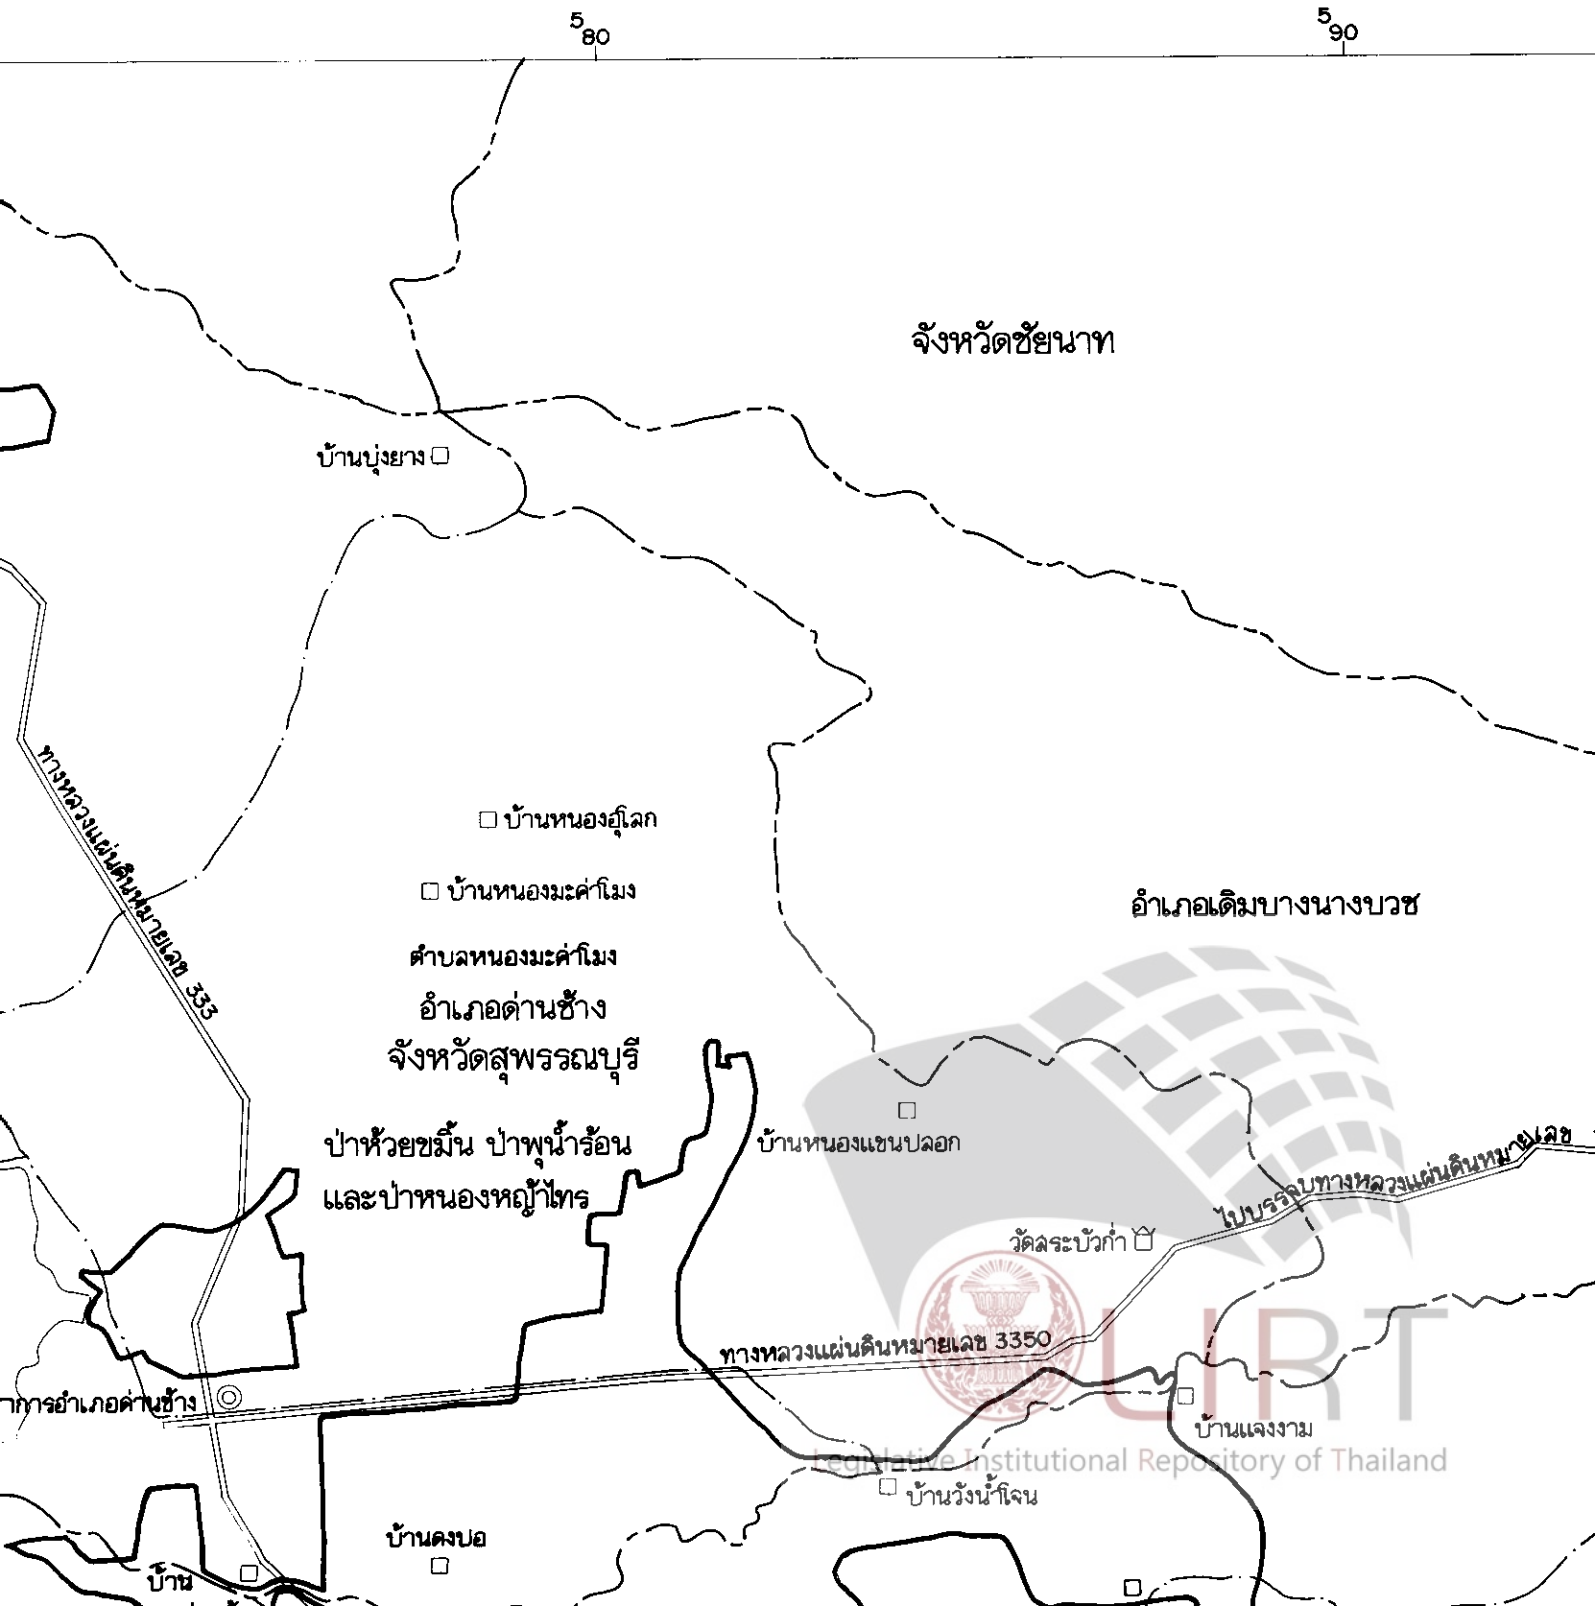 5 80
5 90
จังหวัดชัยนาท
บ้านบุ่งยาง
ทางหลวงแผ่นดินหมายเลข 333
บ้านหนองอุโลก
บ้านหนองมะค่าโมง
อำเภอเดิมบางนางบวช
ตำบลหนองมะค่าโมง
อำเภอด่านช้าง
จังหวัดสุพรรณบุรี
ป่าห้วยขมิ้น ป่าพุน้ำร้อน
และป่าหนองหญ้าไทร
บ้านหนองแขนปลอก
ไปบรรจบทางหลวงแผ่นดินหมายเลข
วัดสระบัวก่ำ
ทางหลวงแผ่นดินหมายเลข 3350
LIRT
าการอำเภอด่านช้าง
บ้านแจงงาม
Legislative Institutional Repository of Thailand
บ้านวังน้ำโจน
บ้านดงปอ
บ้าน